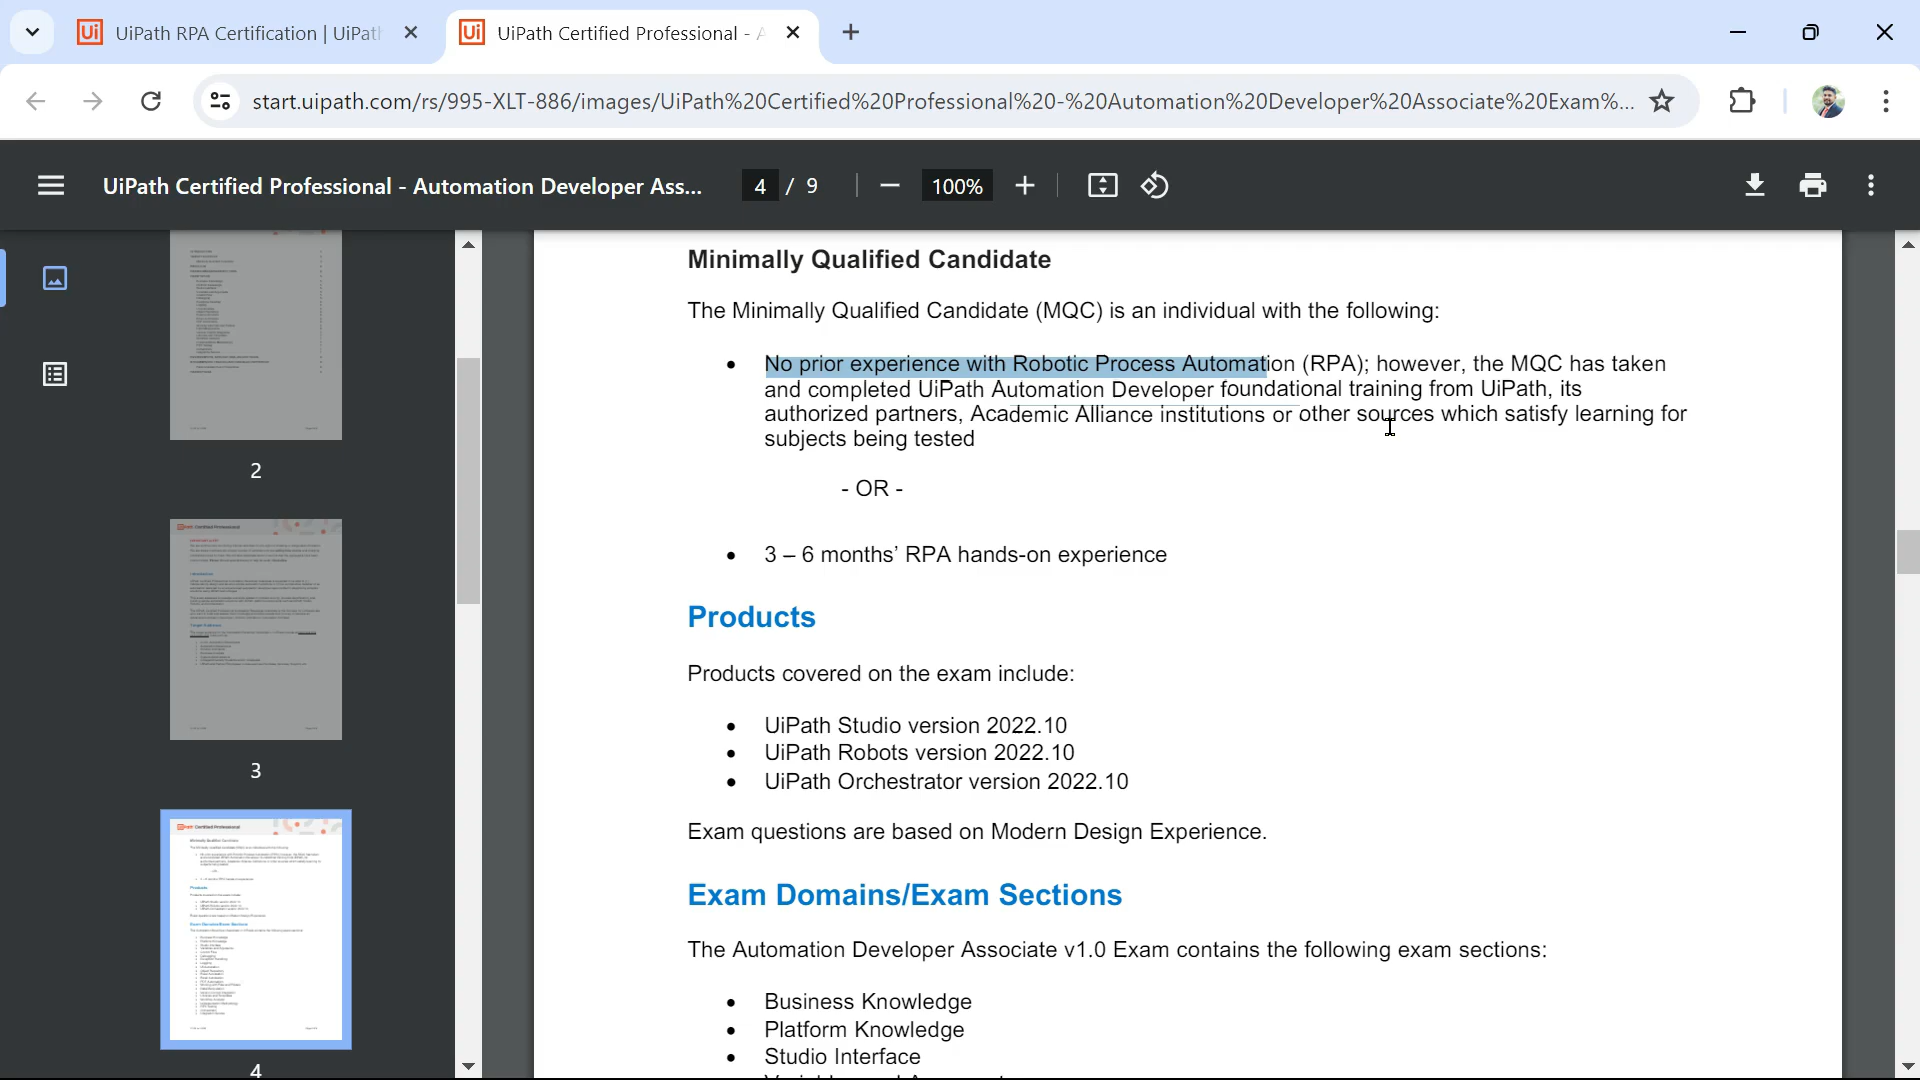 UiPath RPA Certification | UiPath
UiPath Certified Professional - A
start.uipath.com/rs/995-XLT-886/images/UiPath%20Certified%20Professional%20-%20Automation%20Developer%20Associate%20Exam%...
UiPath Certified Professional - Automation Developer Ass...
4 / 9
100%
2
3
4
Minimally Qualified Candidate
The Minimally Qualified Candidate (MQC) is an individual with the following:
• No prior experience with Robotic Process Automation (RPA); however, the MQC has taken
and completed UiPath Automation Developer foundational training from UiPath, its
authorized partners, Academic Alliance institutions or other sources which satisfy learning for
subjects being tested
- OR -
• 3 – 6 months’ RPA hands-on experience
Products
Products covered on the exam include:
• UiPath Studio version 2022.10
• UiPath Robots version 2022.10
• UiPath Orchestrator version 2022.10
Exam questions are based on Modern Design Experience.
Exam Domains/Exam Sections
The Automation Developer Associate v1.0 Exam contains the following exam sections:
• Business Knowledge
• Platform Knowledge
• Studio Interface